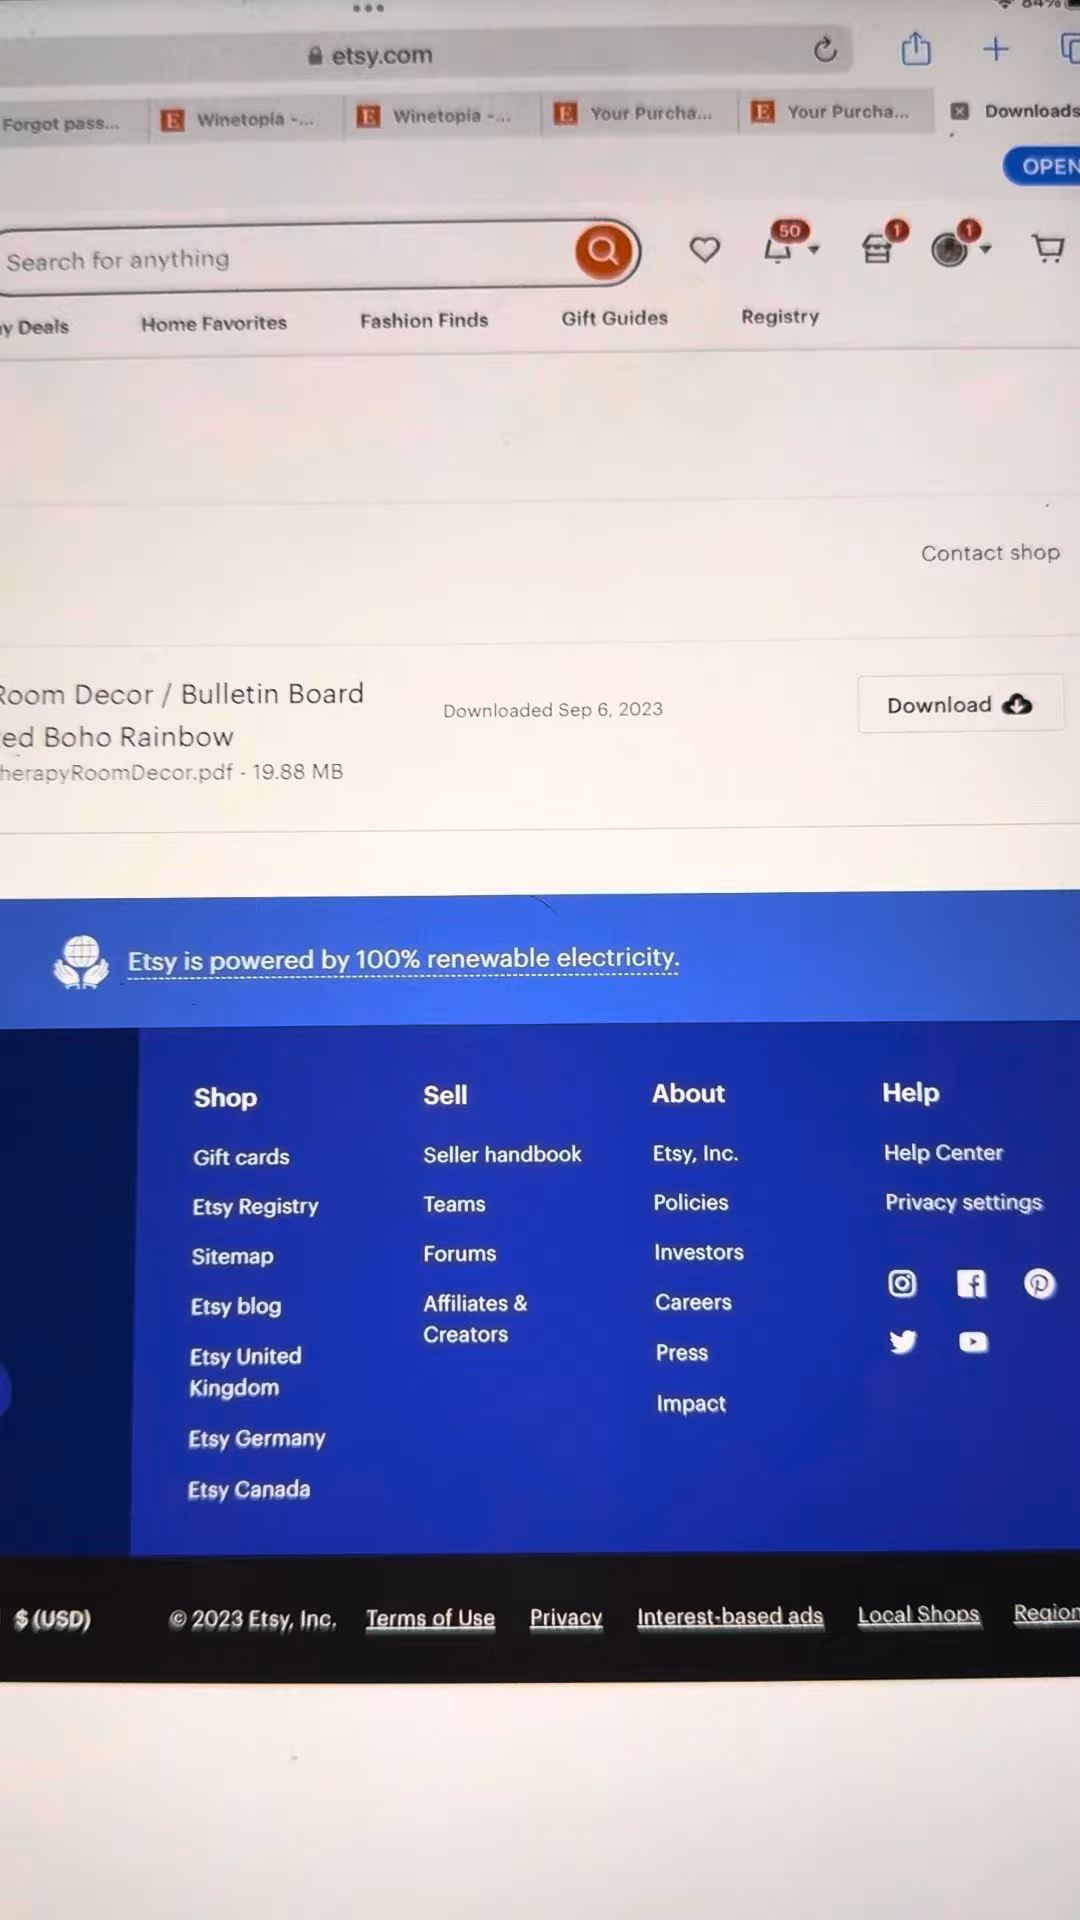 84%
etsy.com
Forgot pass...
Winetopia -...
Winetopia -...
Your Purcha...
Your Purcha...
Downloads
OPEN
Search for anything
50
1
1
y Deals
Home Favorites
Fashion Finds
Gift Guides
Registry
Contact shop
Room Decor / Bulletin Board
ed Boho Rainbow
herapyRoomDecor.pdf - 19.88 MB
Downloaded Sep 6, 2023
Download
Etsy is powered by 100% renewable electricity.
Shop
Gift cards
Etsy Registry
Sitemap
Etsy blog
Etsy United
Kingdom
Etsy Germany
Etsy Canada
Sell
Seller handbook
Teams
Forums
Affiliates &
Creators
About
Etsy, Inc.
Policies
Investors
Careers
Press
Impact
Help
Help Center
Privacy settings
$ (USD)
© 2023 Etsy, Inc.
Terms of Use
Privacy
Interest-based ads
Local Shops
Region